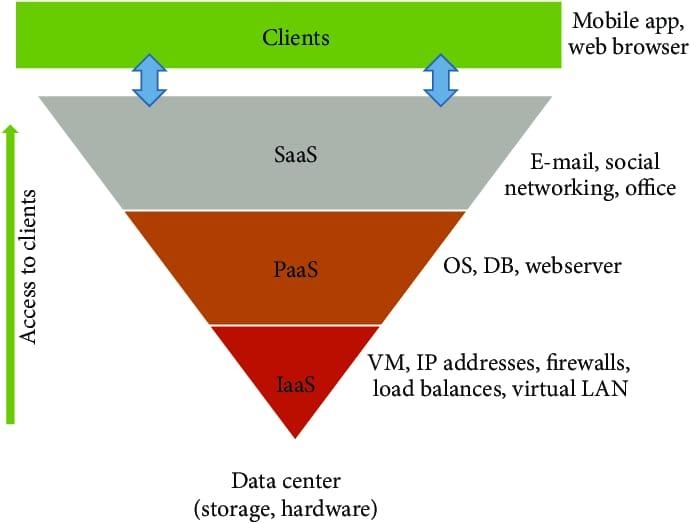 Clients
Mobile app,
web browser
SaaS
E-mail, social
networking, office
Access to clients
PaaS
OS, DB, webserver
IaaS
VM, IP addresses, firewalls,
load balances, virtual LAN
Data center
(storage, hardware)